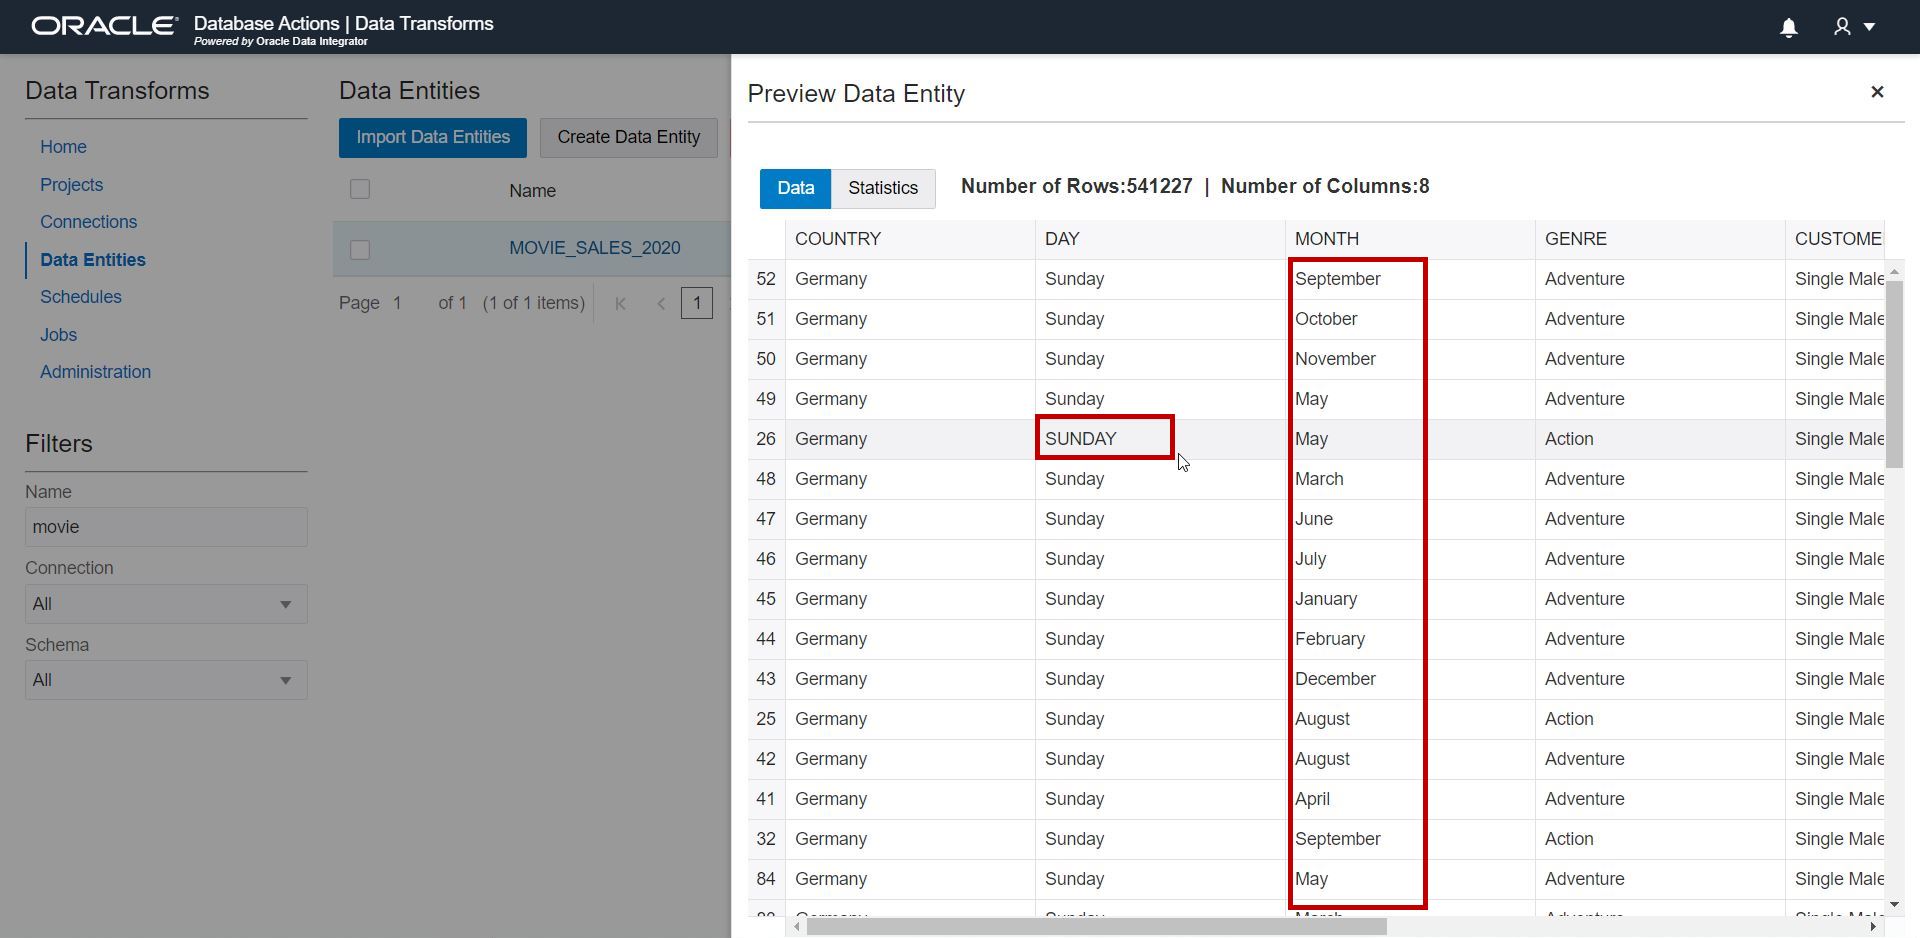 ORACLE Database Actions | Data Transforms
Powered by Oracle Data Integrator
Data Transforms
Home
Projects
Connections
Data Entities
Schedules
Jobs
Administration
Filters
Name
movie
Connection
All
Schema
All
Data Entities
Import Data Entities Create Data Entity
Name
MOVIE_SALES_2020
Page 1 of 1 (1 of 1 items) 1
Preview Data Entity
Data Statistics Number of Rows:541227 | Number of Columns:8
COUNTRY DAY MONTH GENRE CUSTOME
52 Germany Sunday September Adventure Single Male
51 Germany Sunday October Adventure Single Male
50 Germany Sunday November Adventure Single Male
49 Germany Sunday May Adventure Single Male
26 Germany SUNDAY May Action Single Male
48 Germany Sunday March Adventure Single Male
47 Germany Sunday June Adventure Single Male
46 Germany Sunday July Adventure Single Male
45 Germany Sunday January Adventure Single Male
44 Germany Sunday February Adventure Single Male
43 Germany Sunday December Adventure Single Male
25 Germany Sunday August Action Single Male
42 Germany Sunday August Adventure Single Male
41 Germany Sunday April Adventure Single Male
32 Germany Sunday September Action Single Male
84 Germany Sunday May Adventure Single Male